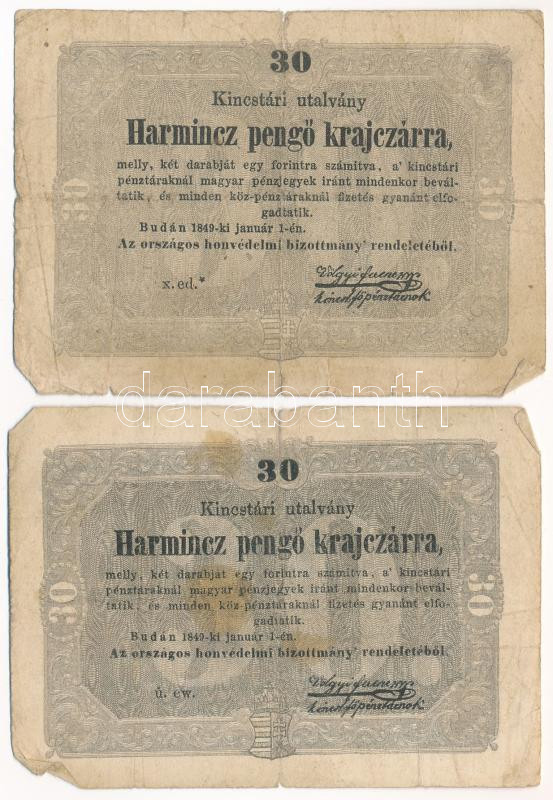 30
Kincstári utalvány
Harmincz pengő krajczárra,
melly, két darabját egy forintra számitva, a' kincstári
pénztáraknál magyar pénzjegyek iránt mindenkor bevál-
tatik, és minden köz-pénztáraknál fizetés gyanánt elfo-
gadtatik.
Budán 1849-ki január 1-én.
Az országos honvédelmi bizottmány' rendeletéből.
x. ed.*
30
30
darabanth
30
Kincstári utalvány
Harmincz pengő krajczárra,
melly, két darabját egy forintra számitva, a' kincstári
pénztáraknál magyar pénzjegyek iránt mindenkor bevál-
tatik, és minden köz-pénztáraknál fizetés gyanánt elfo-
gadtatik.
Budán 1849-ki január 1-én.
Az országos honvédelmi bizottmány' rendeletéből.
ú. ew.
30
30